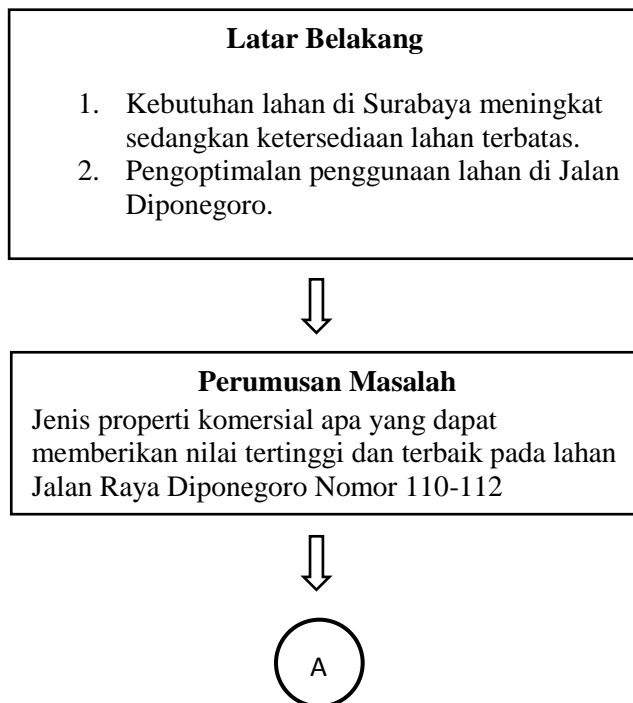 Latar Belakang
1. Kebutuhan lahan di Surabaya meningkat
sedangkan ketersediaan lahan terbatas.
2. Pengoptimalan penggunaan lahan di Jalan
Diponegoro.
Perumusan Masalah
Jenis properti komersial apa yang dapat
memberikan nilai tertinggi dan terbaik pada lahan
Jalan Raya Diponegoro Nomor 110-112
A